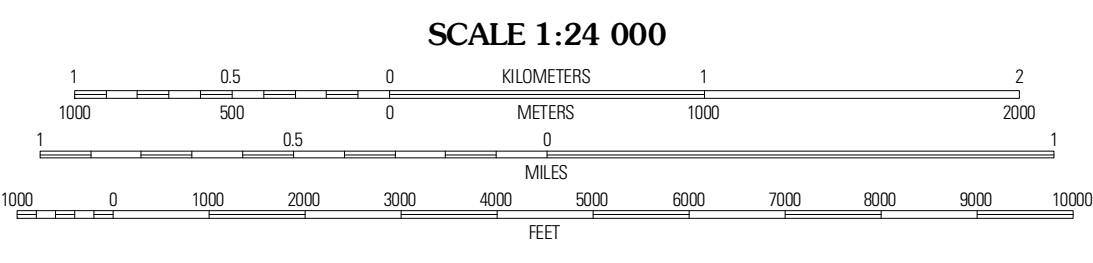 SCALE 1:24 000
1 0.5 0 KILOMETERS 1 2
1000 500 0 METERS 1000 2000
1 0.5 0 1
MILES
1000 0 1000 2000 3000 4000 5000 6000 7000 8000 9000 10000
FEET